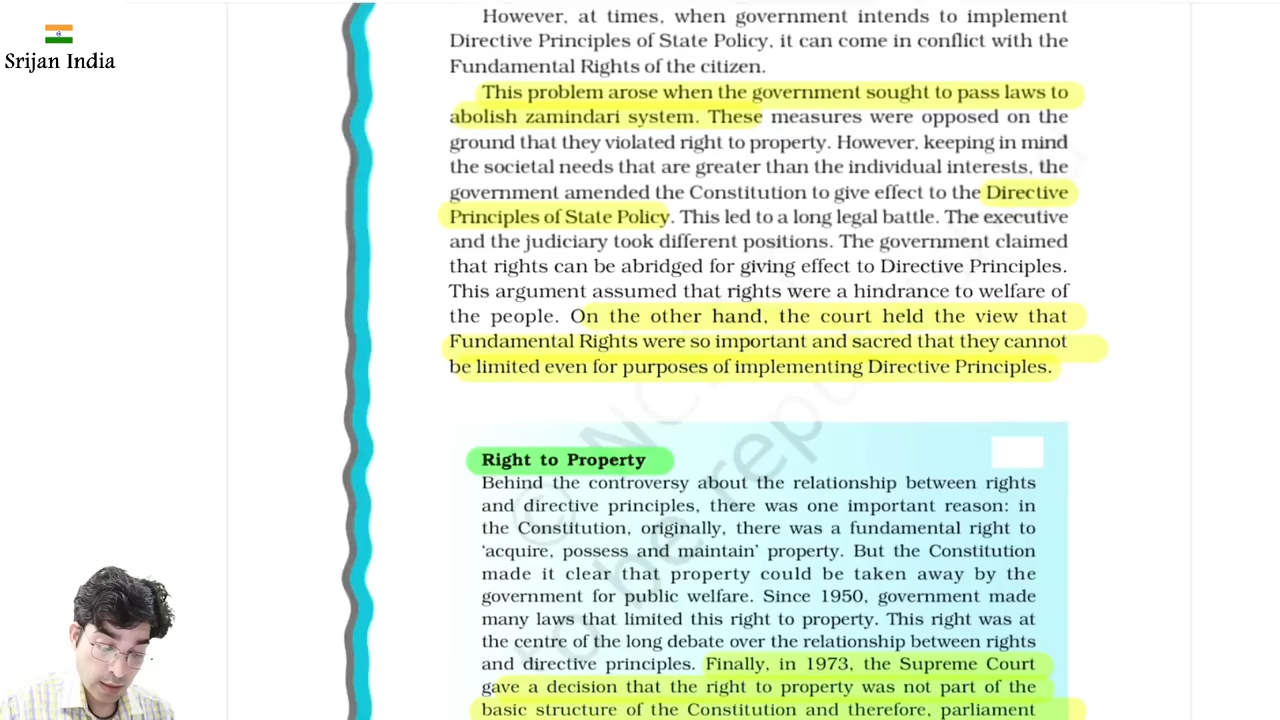 Srijan India
However, at times, when government intends to implement
Directive Principles of State Policy, it can come in conflict with the
Fundamental Rights of the citizen.
This problem arose when the government sought to pass laws to
abolish zamindari system. These measures were opposed on the
ground that they violated right to property. However, keeping in mind
the societal needs that are greater than the individual interests, the
government amended the Constitution to give effect to the Directive
Principles of State Policy. This led to a long legal battle. The executive
and the judiciary took different positions. The government claimed
that rights can be abridged for giving effect to Directive Principles.
This argument assumed that rights were a hindrance to welfare of
the people. On the other hand, the court held the view that
Fundamental Rights were so important and sacred that they cannot
be limited even for purposes of implementing Directive Principles.
Right to Property
Behind the controversy about the relationship between rights
and directive principles, there was one important reason: in
the Constitution, originally, there was a fundamental right to
‘acquire, possess and maintain’ property. But the Constitution
made it clear that property could be taken away by the
government for public welfare. Since 1950, government made
many laws that limited this right to property. This right was at
the centre of the long debate over the relationship between rights
and directive principles. Finally, in 1973, the Supreme Court
gave a decision that the right to property was not part of the
basic structure of the Constitution and therefore, parliament